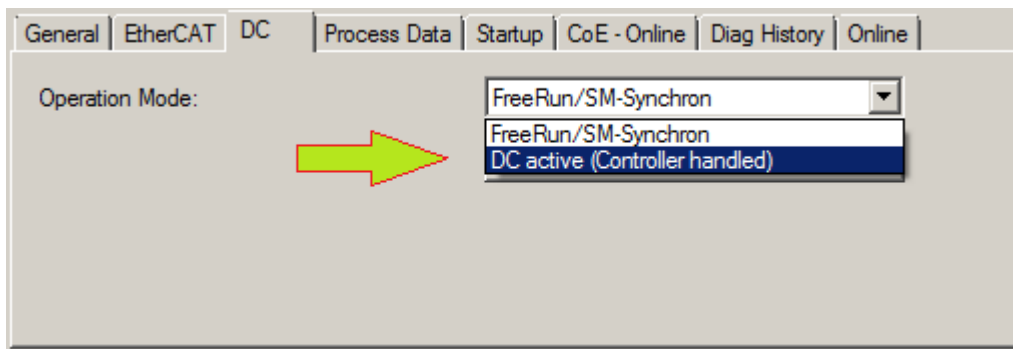 General EtherCAT DC Process Data Startup CoE - Online Diag History Online
Operation Mode: FreeRun/SM-Synchron
FreeRun/SM-Synchron
DC active (Controller handled)